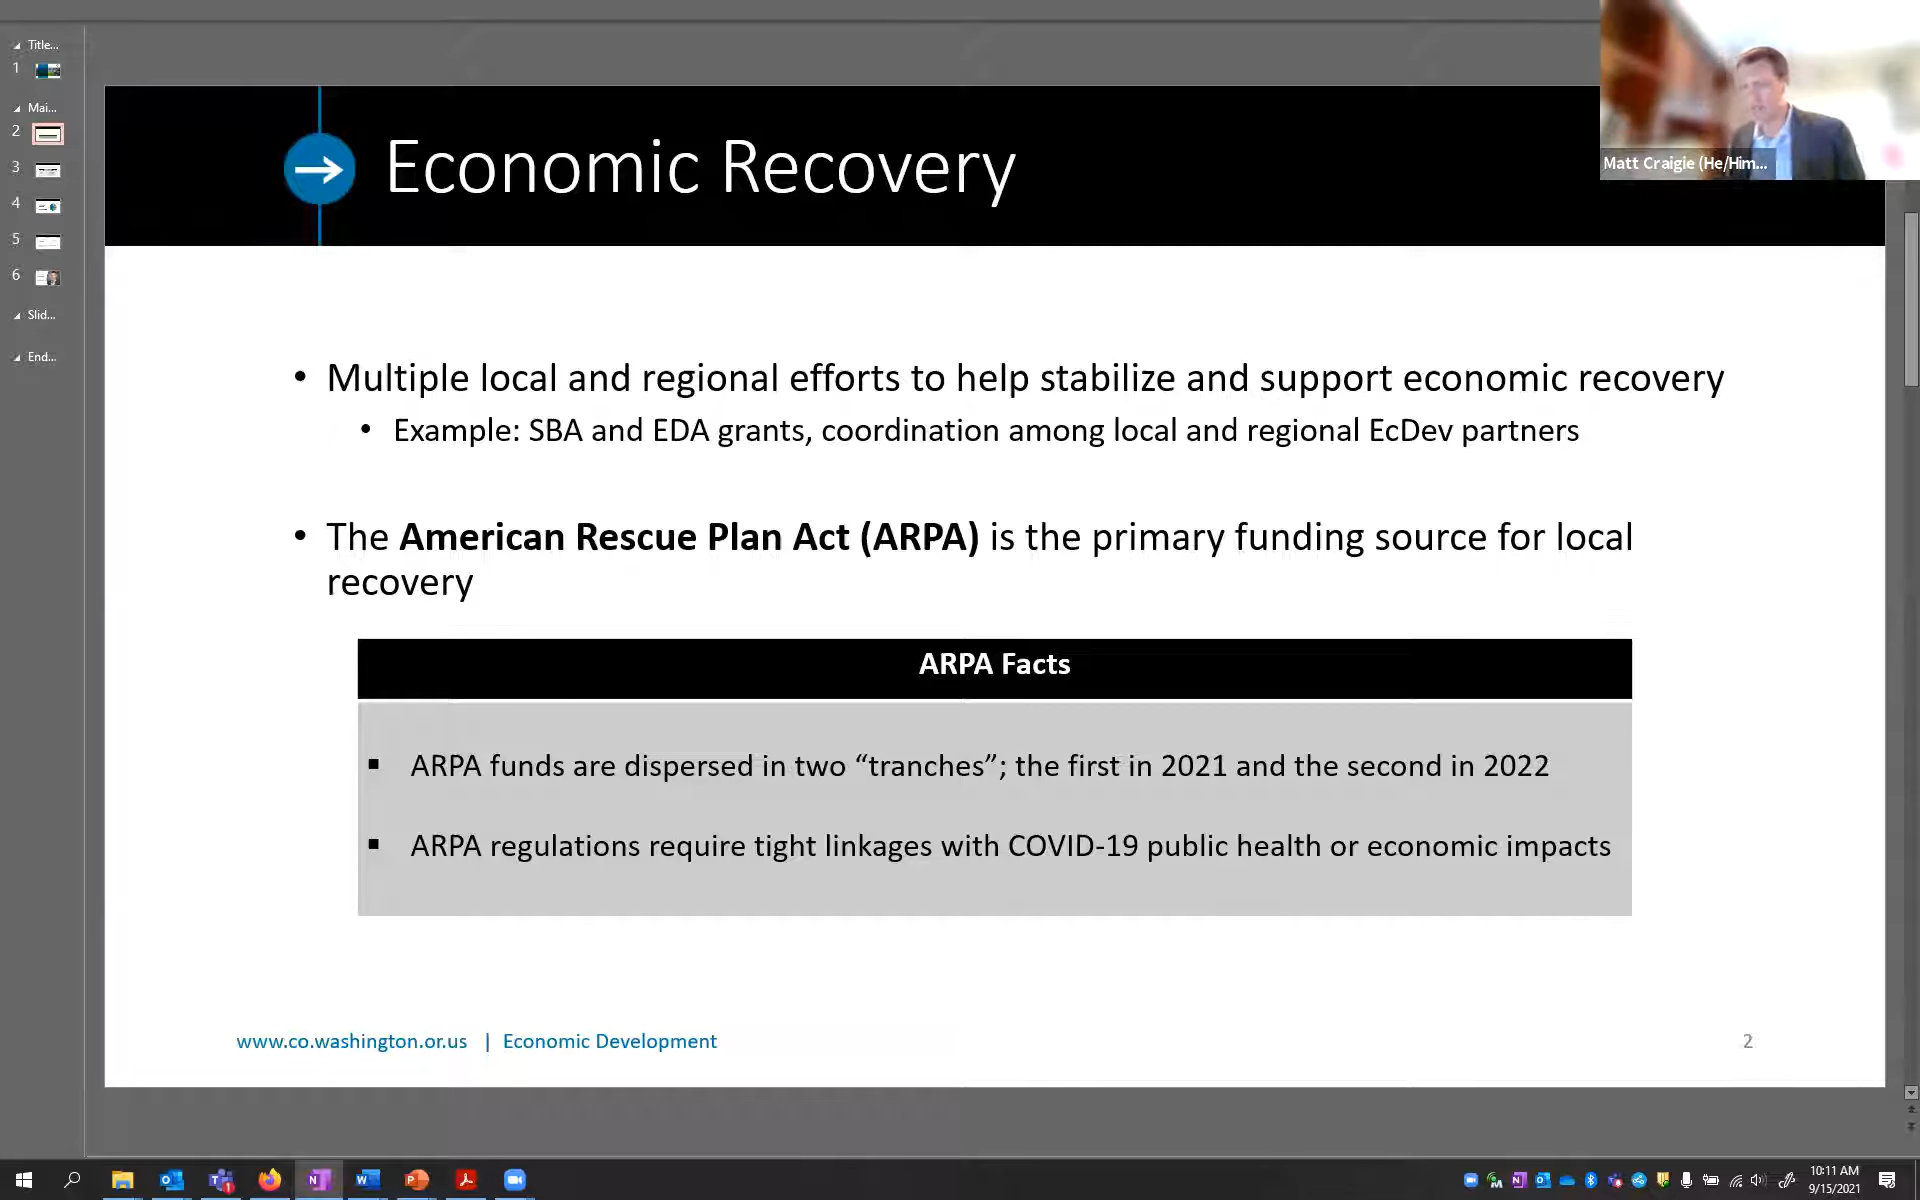 Title...
1
Mai...
2
3
4
5
6
Slid...
End...
Matt Craigie (He/Him...
Economic Recovery
• Multiple local and regional efforts to help stabilize and support economic recovery
• Example: SBA and EDA grants, coordination among local and regional EcDev partners
• The American Rescue Plan Act (ARPA) is the primary funding source for local
recovery
ARPA Facts
▪ ARPA funds are dispersed in two “tranches”; the first in 2021 and the second in 2022
▪ ARPA regulations require tight linkages with COVID-19 public health or economic impacts
www.co.washington.or.us | Economic Development
2
10:11 AM
9/15/2021